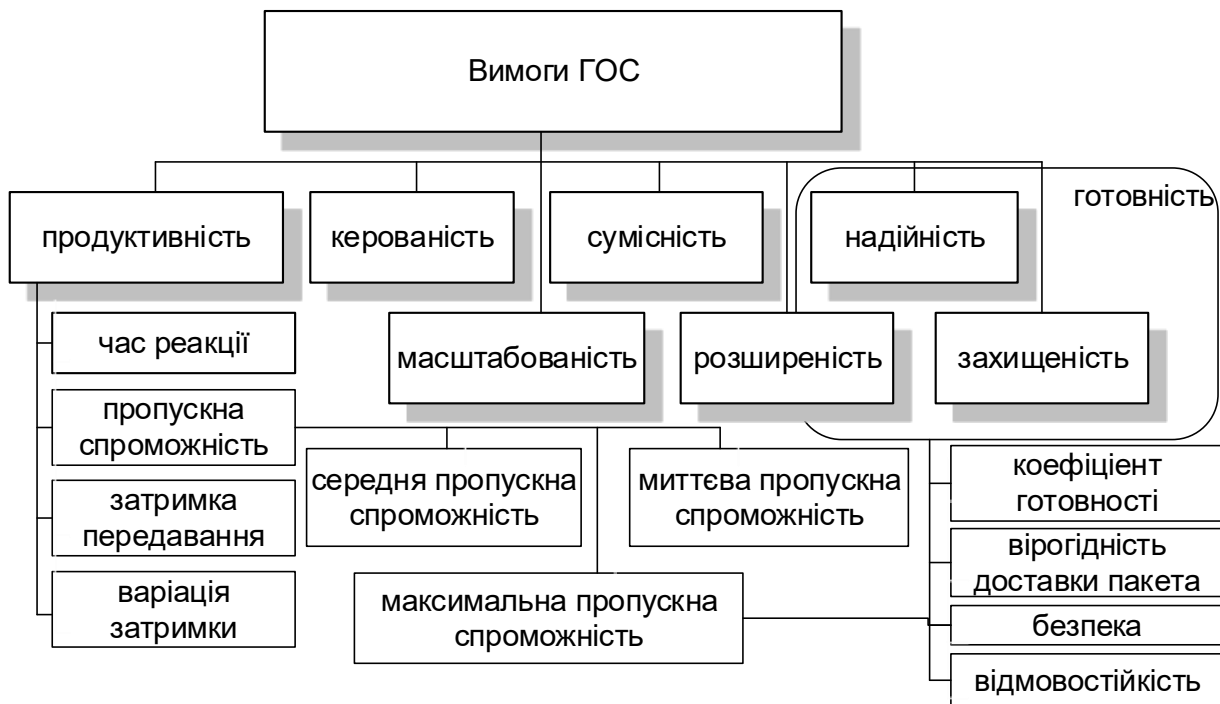 Вимоги ГОС
готовність
продуктивність
керованість
сумісність
надійність
час реакції
масштабованість
розширеність
захищеність
пропускна
спроможність
середня пропускна
спроможність
миттєва пропускна
спроможність
коефіцієнт
готовності
затримка
передавання
вірогідність
доставки пакета
варіація
затримки
максимальна пропускна
спроможність
безпека
відмовостійкість